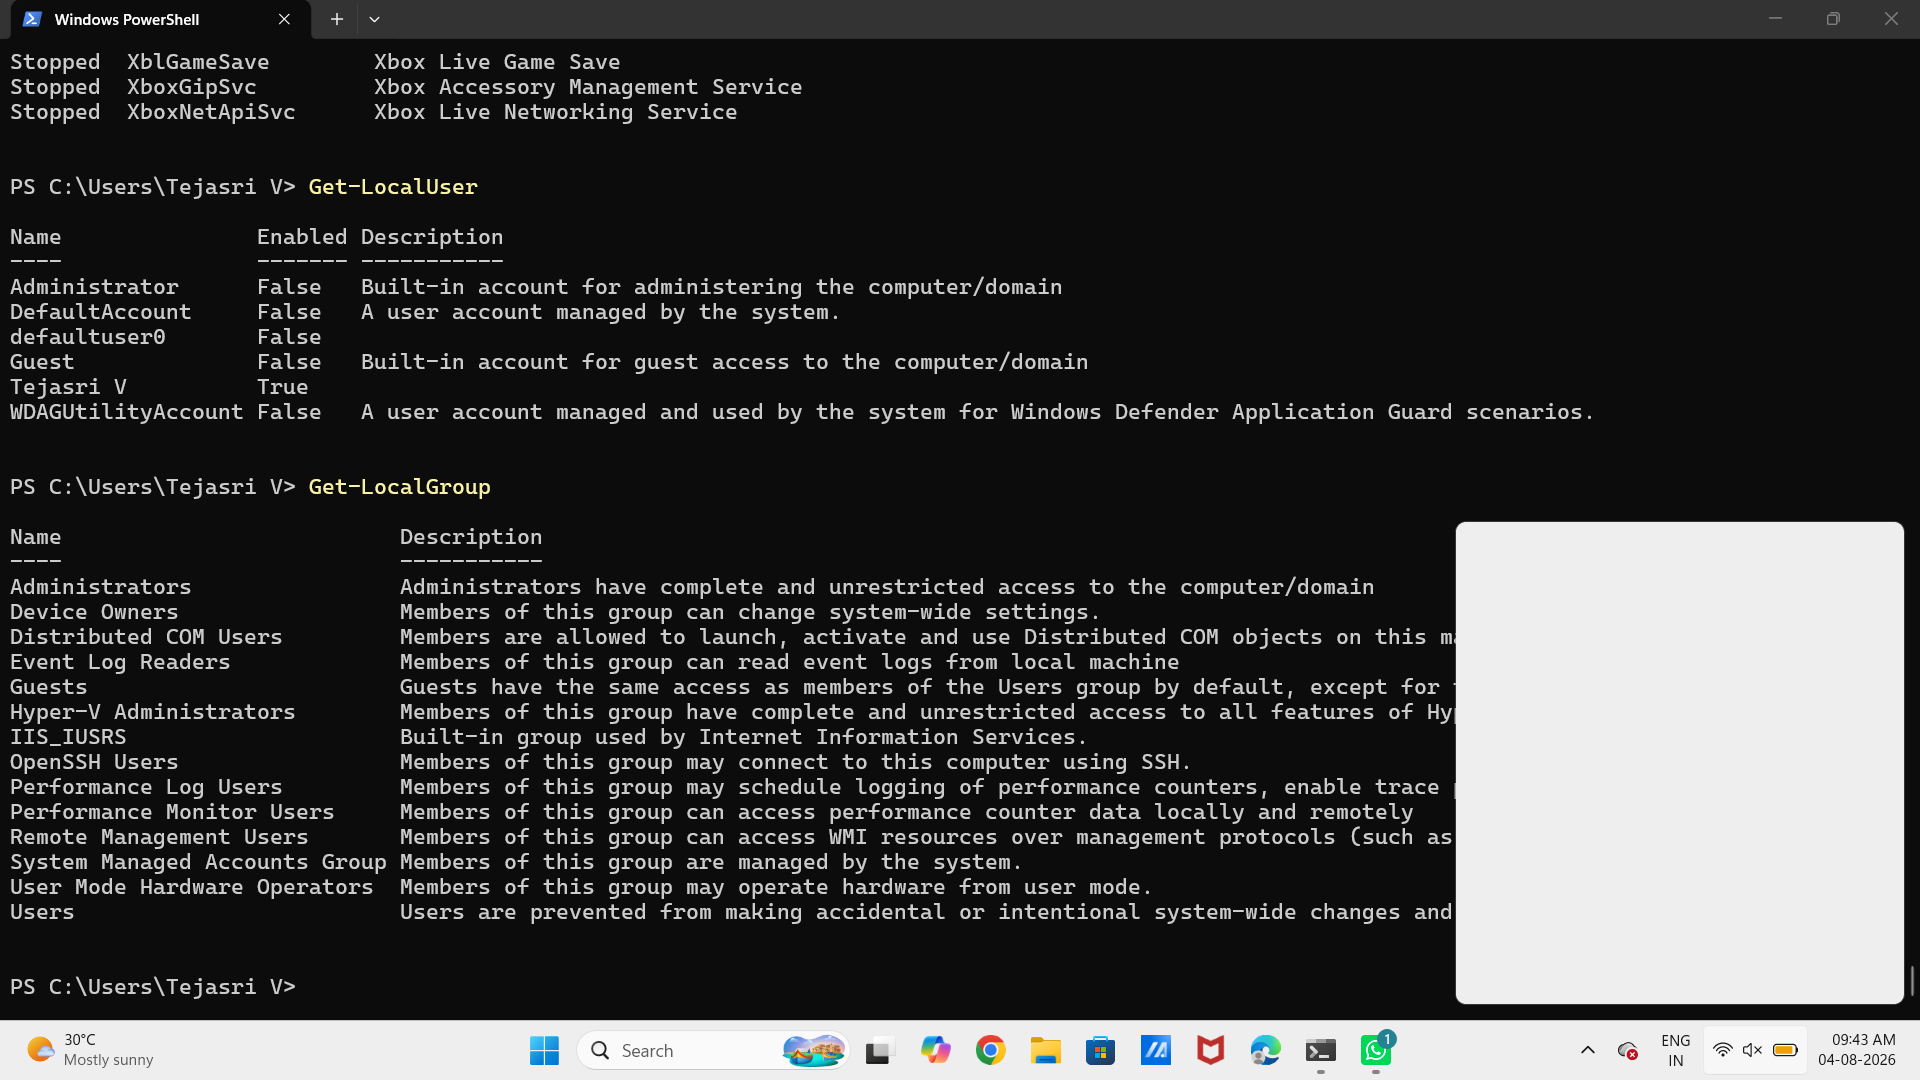 Windows PowerShell
Stopped  XblGameSave        Xbox Live Game Save
Stopped  XboxGipSvc         Xbox Accessory Management Service
Stopped  XboxNetApiSvc      Xbox Live Networking Service
PS C:\Users\Tejasri V> Get-LocalUser
Name               Enabled Description
----               ------- -----------
Administrator      False   Built-in account for administering the computer/domain
DefaultAccount     False   A user account managed by the system.
defaultuser0       False
Guest              False   Built-in account for guest access to the computer/domain
Tejasri V          True
WDAGUtilityAccount False   A user account managed and used by the system for Windows Defender Application Guard scenarios.
PS C:\Users\Tejasri V> Get-LocalGroup
Name                          Description
----                          -----------
Administrators                Administrators have complete and unrestricted access to the computer/domain
Device Owners                 Members of this group can change system-wide settings.
Distributed COM Users         Members are allowed to launch, activate and use Distributed COM objects on this
Event Log Readers             Members of this group can read event logs from local machine
Guests                        Guests have the same access as members of the Users group by default, except for
Hyper-V Administrators        Members of this group have complete and unrestricted access to all features of
IIS_IUSRS                     Built-in group used by Internet Information Services.
OpenSSH Users                 Members of this group may connect to this computer using SSH.
Performance Log Users         Members of this group may schedule logging of performance counters, enable trace
Performance Monitor Users     Members of this group can access performance counter data locally and remotely
Remote Management Users       Members of this group can access WMI resources over management protocols (such as
System Managed Accounts Group Members of this group are managed by the system.
User Mode Hardware Operators  Members of this group may operate hardware from user mode.
Users                         Users are prevented from making accidental or intentional system-wide changes and
PS C:\Users\Tejasri V>
30°C
Mostly sunny
Search
1
ENG
IN
09:43 AM
04-08-2026